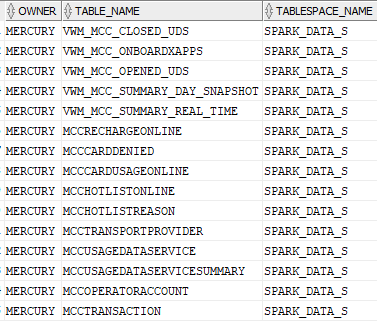 OWNER TABLE_NAME TABLESPACE_NAME
MERCURY VWM_MCC_CLOSED_UDS SPARK_DATA_S
MERCURY VWM_MCC_ONBOARDXAPPS SPARK_DATA_S
MERCURY VWM_MCC_OPENED_UDS SPARK_DATA_S
MERCURY VWM_MCC_SUMMARY_DAY_SNAPSHOT SPARK_DATA_S
MERCURY VWM_MCC_SUMMARY_REAL_TIME SPARK_DATA_S
MERCURY MCCRECHARGEONLINE SPARK_DATA_S
MERCURY MCCCARDDENIED SPARK_DATA_S
MERCURY MCCCARDUSAGEONLINE SPARK_DATA_S
MERCURY MCCHOTLISTONLINE SPARK_DATA_S
MERCURY MCCHOTLISTREASON SPARK_DATA_S
MERCURY MCCTRANSPORTPROVIDER SPARK_DATA_S
MERCURY MCCUSAGEDATASERVICE SPARK_DATA_S
MERCURY MCCUSAGEDATASERVICESUMMARY SPARK_DATA_S
MERCURY MCCOPERATORACCOUNT SPARK_DATA_S
MERCURY MCCTRANSACTION SPARK_DATA_S